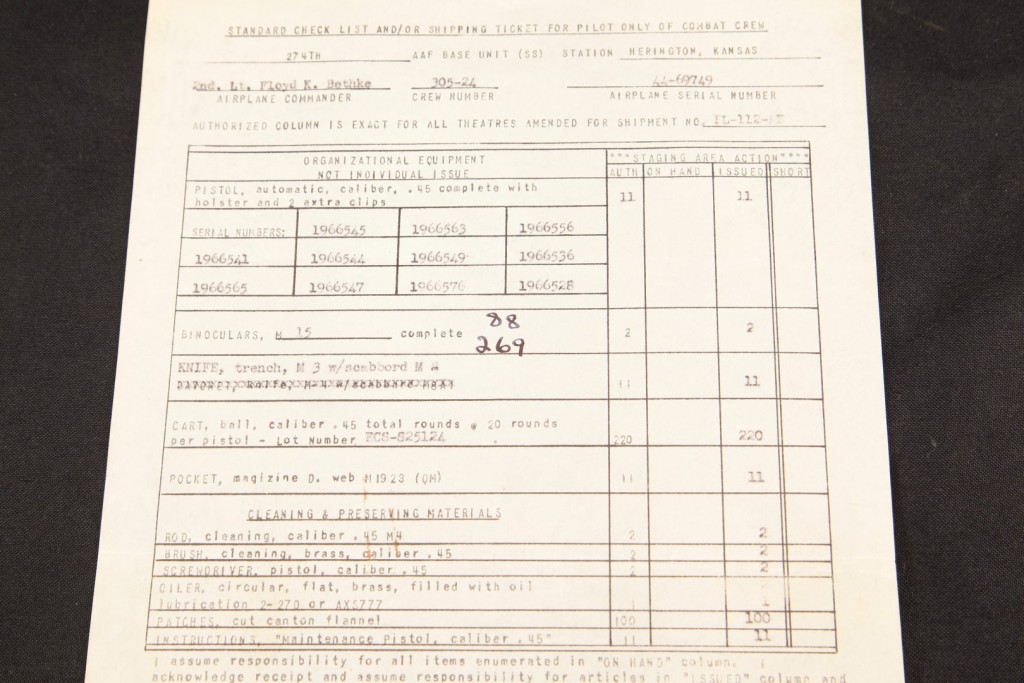 STANDARD CHECK LIST AND/OR SHIPPING TICKET FOR PILOT ONLY OF COMBAT CREW
274TH AAF BASE UNIT (SS) STATION HERINGTON, KANSAS
2nd. Lt. Floyd K. Bethke 305-24 44-69749
AIRPLANE COMMANDER CREW NUMBER AIRPLANE SERIAL NUMBER
AUTHORIZED COLUMN IS EXACT FOR ALL THEATRES AMENDED FOR SHIPMENT NO.
ORGANIZATIONAL EQUIPMENT """STAGING AREA ACTION""""
NOT INDIVIDUAL ISSUE AUTH ON HAND ISSUED SHORT
PISTOL, automatic, caliber, .45 complete with 11 11
holster and 2 extra clips
SERIAL NUMBERS: 1966545 1966563 1966556
1966541 1966544 1966549 1966536
1966565 1966547 1966576 1966528
BINOCULARS, M 15 complete 88 2 2
269
KNIFE, trench, M 3 w/scabbord M
11 11
CART, ball, caliber .45 total rounds @ 20 rounds
per pistol - Lot Number ECS-S25124 220 220
POCKET, magizine D. web M1923 (QM) 11 11
CLEANING & PRESERVING MATERIALS
ROD, cleaning, caliber .45 M4 2 2
BRUSH, cleaning, brass, caliber .45 2 2
SCREWDRIVER, pistol, caliber .45 2 2
OILER, circular, flat, brass, filled with oil
lubrication 2-27D or AXS777 1 1
PATCHES, cut canton flannel 100 100
INSTRUCTIONS, "Maintenance Pistol, caliber .45" 11 11
I assume responsibility for all items enumerated in "ON HAND" column. I
acknowledge receipt and assume responsibility for articles in "ISSUED" column and